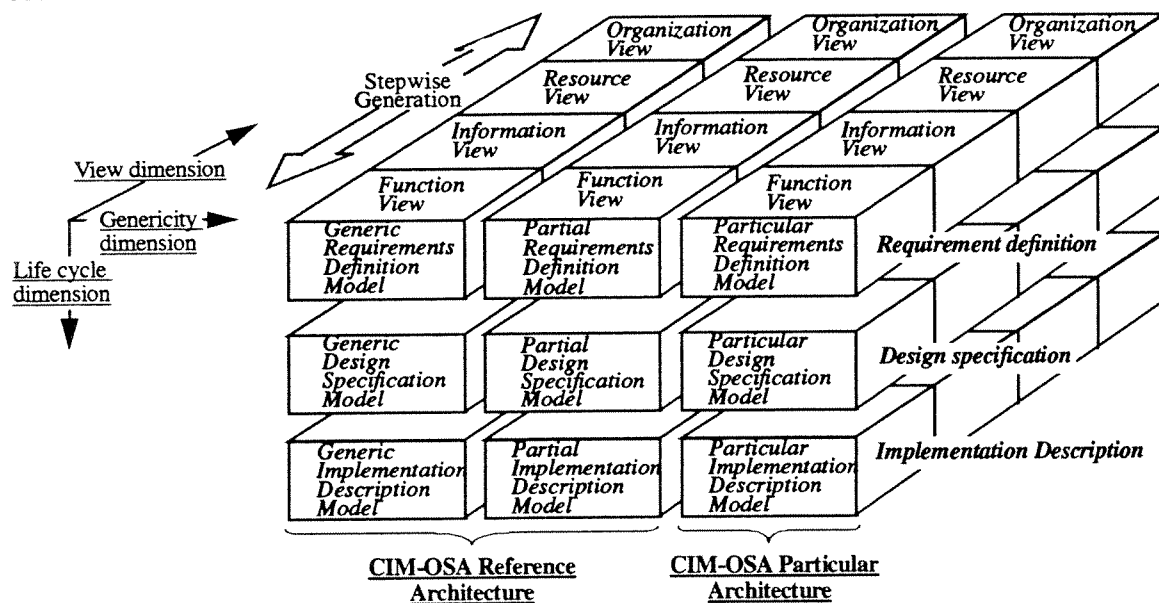 Organization
View
Organization
View
Organization
View
Stepwise
Generation
Resource
View
Resource
View
Resource
View
Information
View
Information
View
Information
View
View dimension
Function
View
Function
View
Function
View
Genericity
dimension
Life cycle
dimension
Generic
Requirements
Definition
Model
Partial
Requirements
Definition
Model
Particular
Requirements
Definition
Model
Requirement definition
Generic
Design
Specification
Model
Partial
Design
Specification
Model
Particular
Design
Specification
Model
Design specification
Generic
Implementation
Description
Model
Partial
Implementation
Description
Model
Particular
Implementation
Description
Model
Implementation Description
CIM-OSA Reference
Architecture
CIM-OSA Particular
Architecture